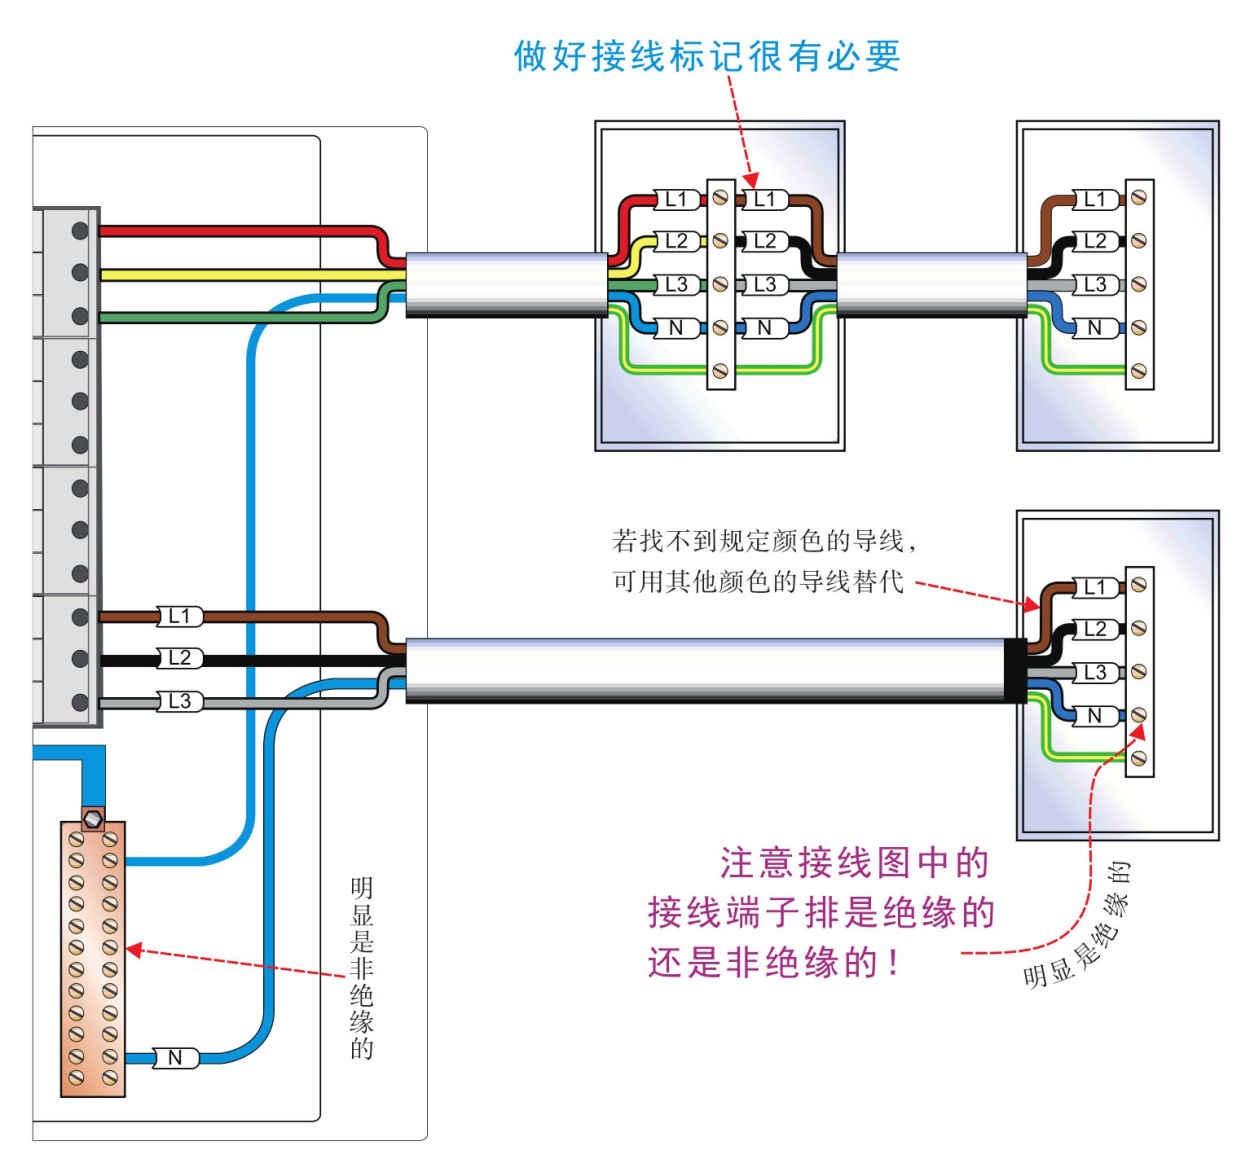 做好接线标记很有必要
L1
L1
L1
L2
L2
L2
L3
L3
L3
N
N
N
若找不到规定颜色的导线，
可用其他颜色的导线替代
L1
L2
L3
L1
L2
L3
N
注意接线图中的
接线端子排是绝缘的
还是非绝缘的！
明显是非绝缘的
明显是绝缘的
N